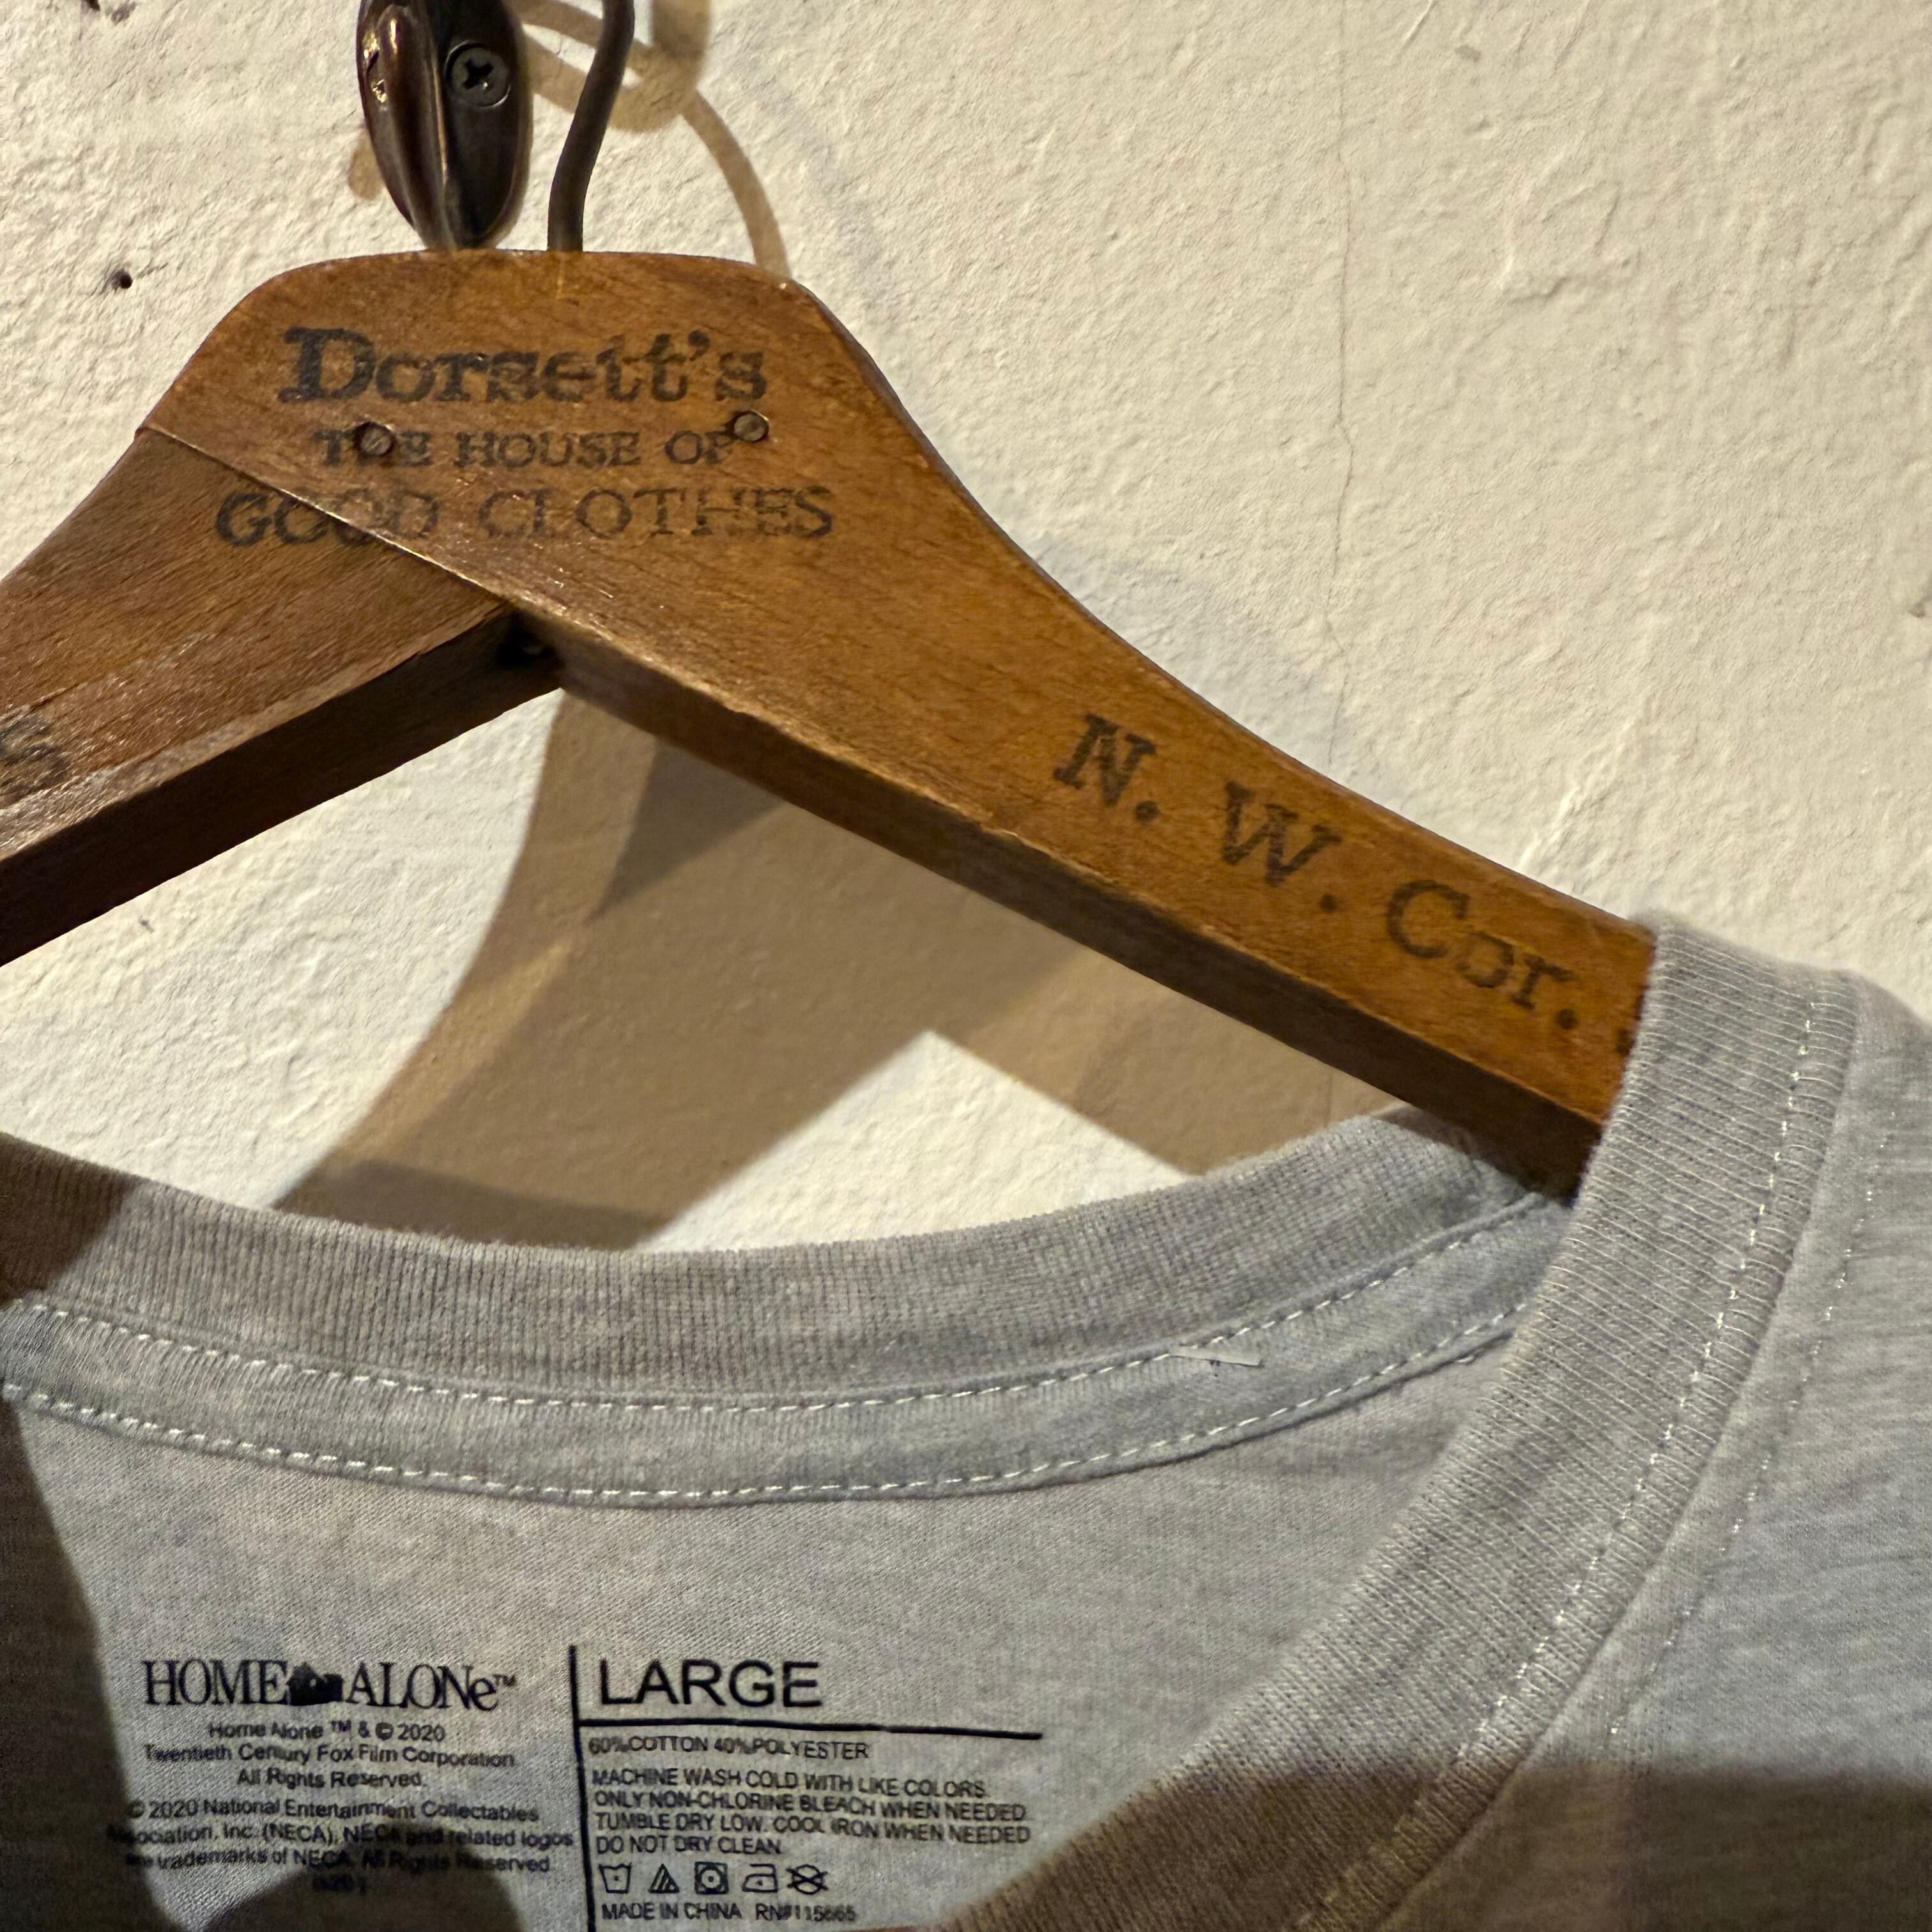 Dorsett's
THE HOUSE OF
GOOD CLOTHES
S
N. W. Cor.
HOME ALONe™
Home Alone ™ & © 2020
Twentieth Century Fox Film Corporation
All Rights Reserved.
© 2020 National Entertainment Collectables
Association, Inc. (NECA), NECA and related logos
are trademarks of NECA. All Rights Reserved
LARGE
60%COTTON 40%POLYESTER
MACHINE WASH COLD WITH LIKE COLORS
ONLY NON-CHLORINE BLEACH WHEN NEEDED
TUMBLE DRY LOW. COOL IRON WHEN NEEDED
DO NOT DRY CLEAN
MADE IN CHINA RN#115665